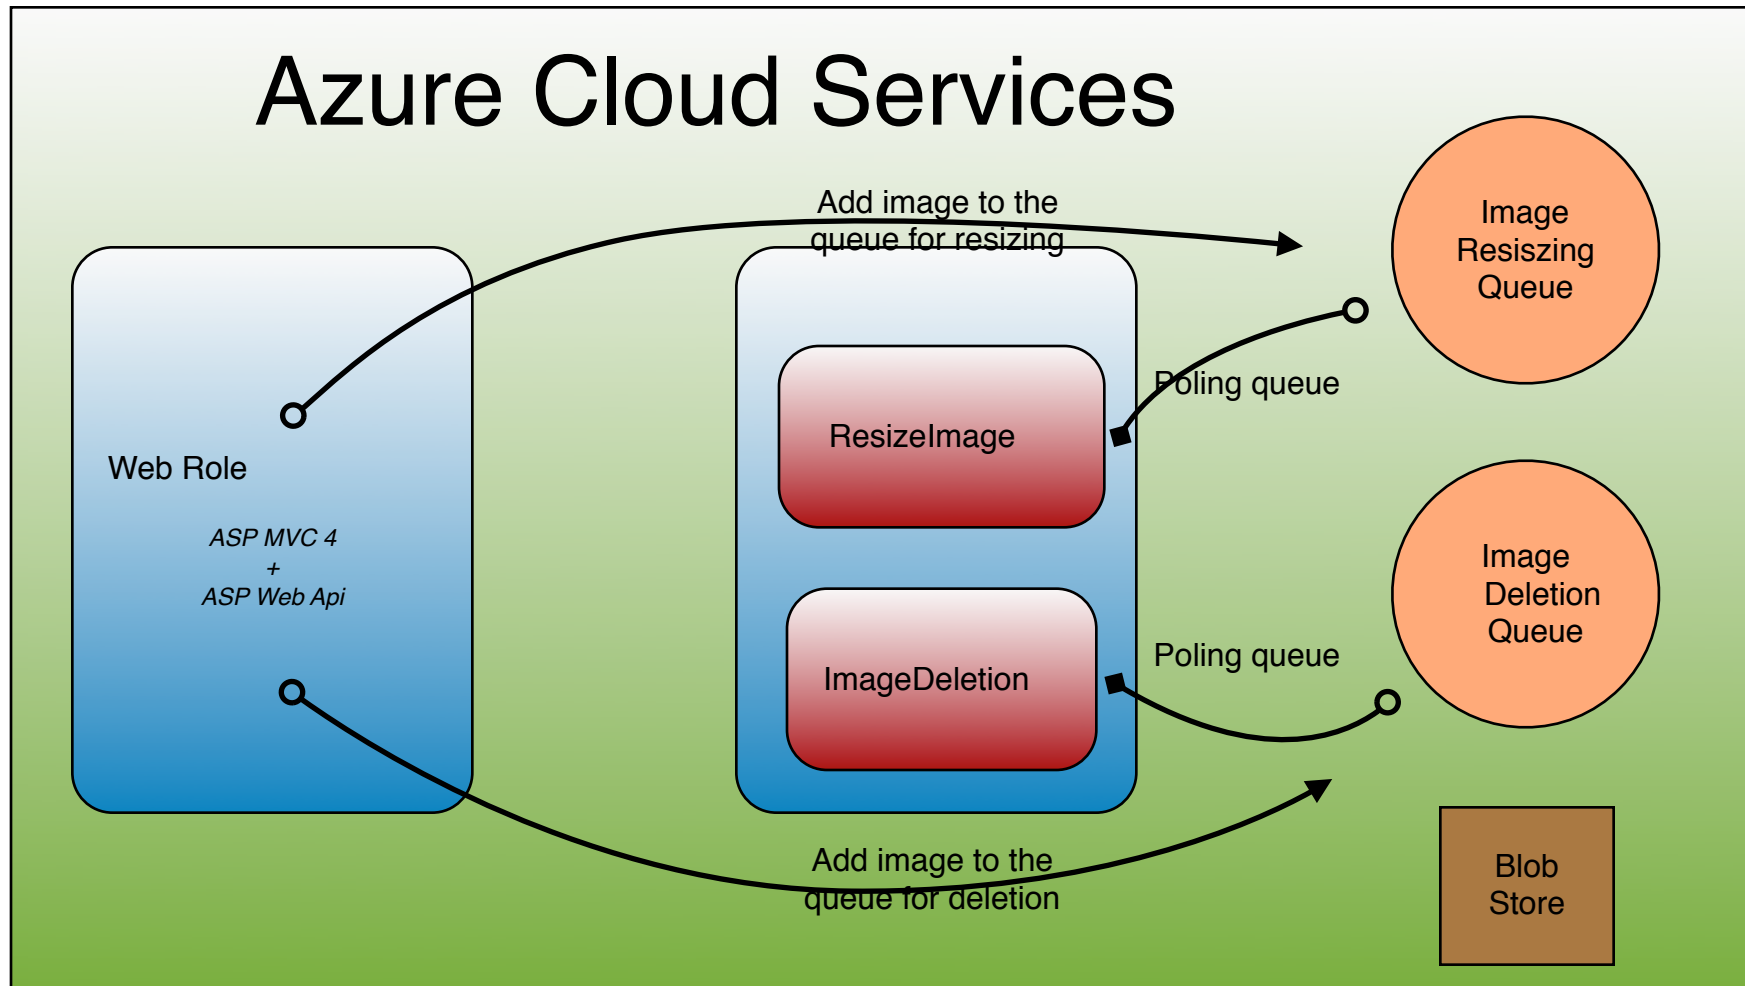 Azure Cloud Services
Add image to the
queue for resizing
Image
Resiszing
Queue
Poling queue
ResizeImage
Web Role
ASP MVC 4
+
ASP Web Api
Image
Deletion
Queue
Poling queue
ImageDeletion
Add image to the
queue for deletion
Blob
Store